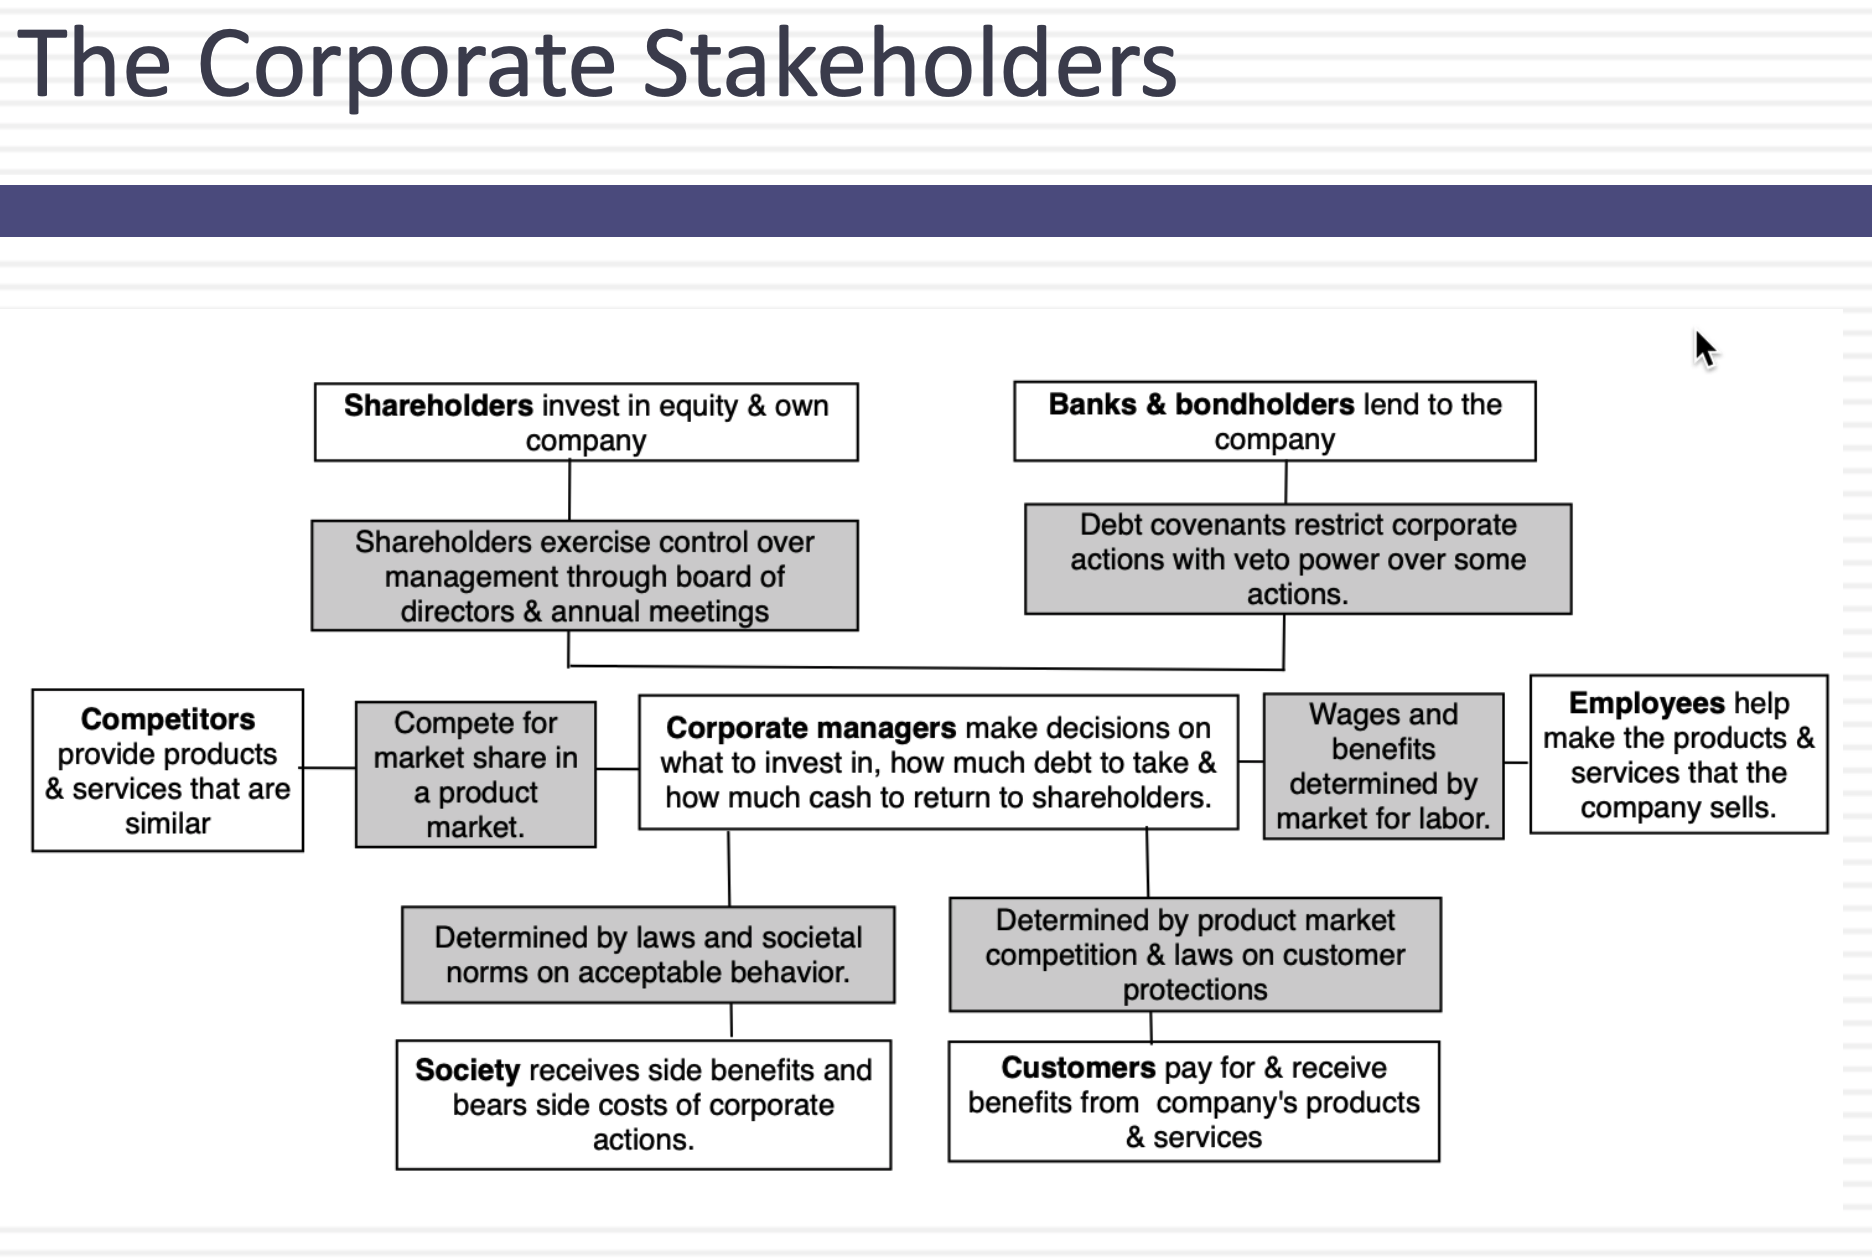 The Corporate Stakeholders
Shareholders invest in equity & own
company
Banks & bondholders lend to the
company
Shareholders exercise control over
management through board of
directors & annual meetings
Debt covenants restrict corporate
actions with veto power over some
actions.
Competitors
provide products
& services that are
similar
Compete for
market share in
a product
market.
Corporate managers make decisions on
what to invest in, how much debt to take &
how much cash to return to shareholders.
Wages and
benefits
determined by
market for labor.
Employees help
make the products &
services that the
company sells.
Determined by laws and societal
norms on acceptable behavior.
Determined by product market
competition & laws on customer
protections
Society receives side benefits and
bears side costs of corporate
actions.
Customers pay for & receive
benefits from  company's products
& services